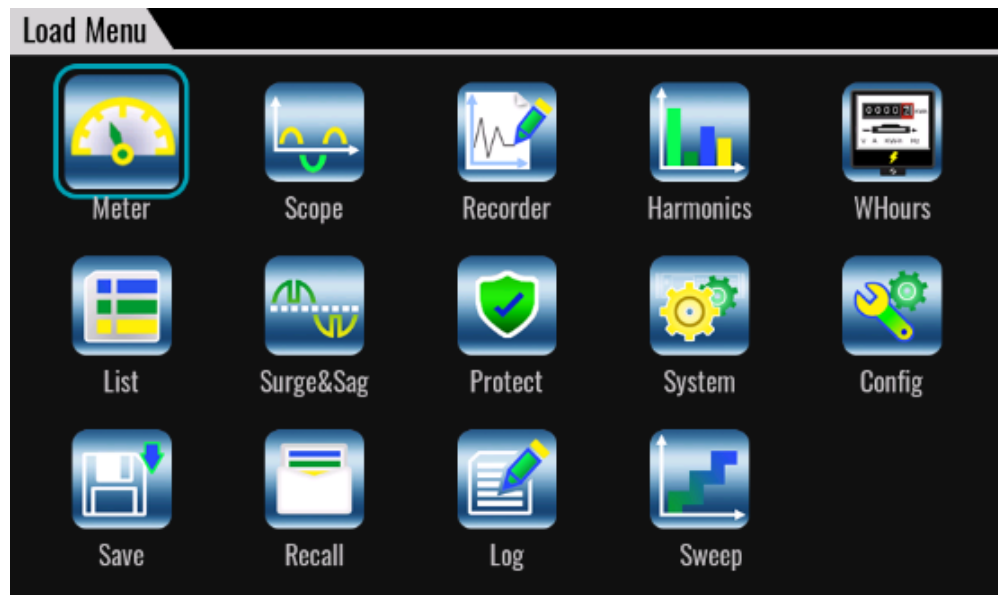 Load Menu
Meter Scope Recorder Harmonics WHours
List Surge&Sag Protect System Config
Save Recall Log Sweep